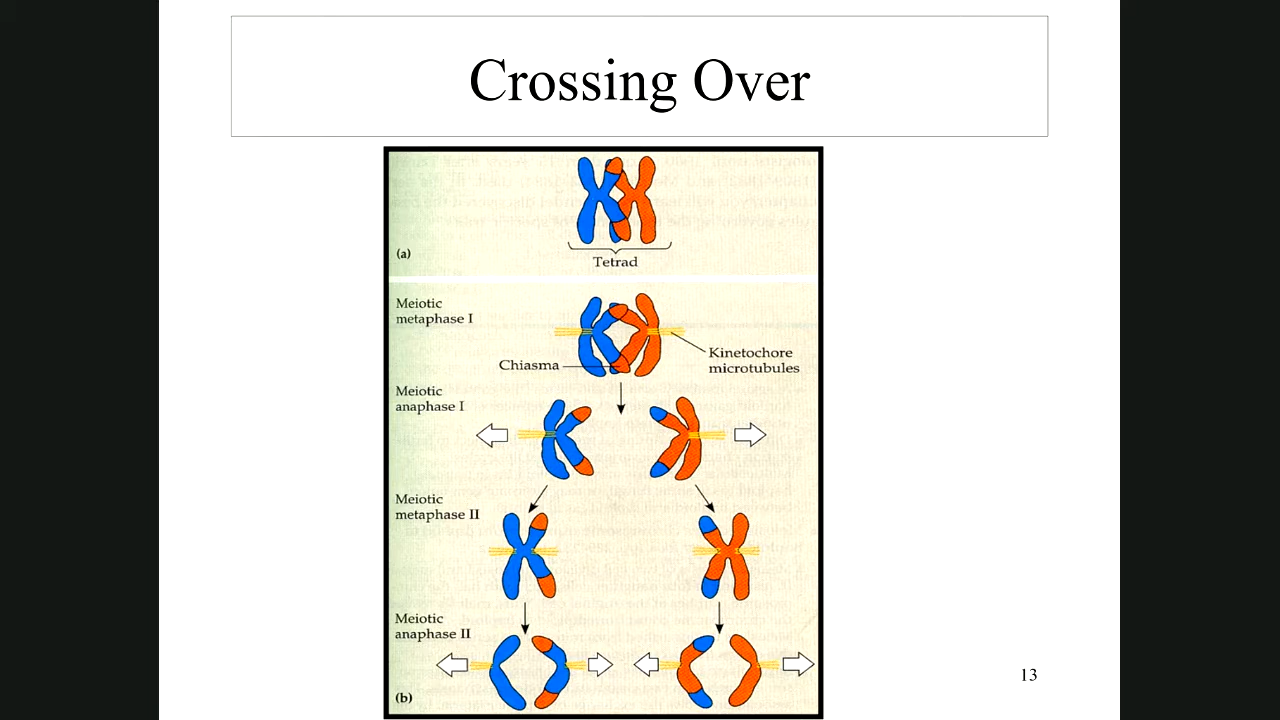 Crossing Over
(a)
Tetrad
Meiotic
metaphase I
Kinetochore
microtubules
Chiasma
Meiotic
anaphase I
Meiotic
metaphase II
Meiotic
anaphase II
(b)
13